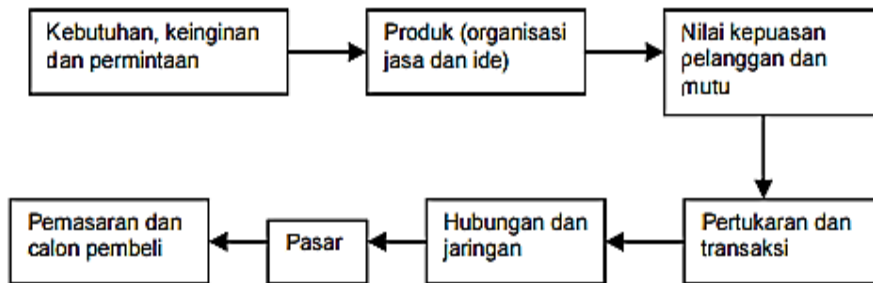 Kebutuhan, keinginan
dan permintaan
Produk (organisasi
jasa dan ide)
Nilai kepuasan
pelanggan dan
mutu
Pertukaran dan
transaksi
Hubungan dan
jaringan
Pasar
Pemasaran dan
calon pembeli